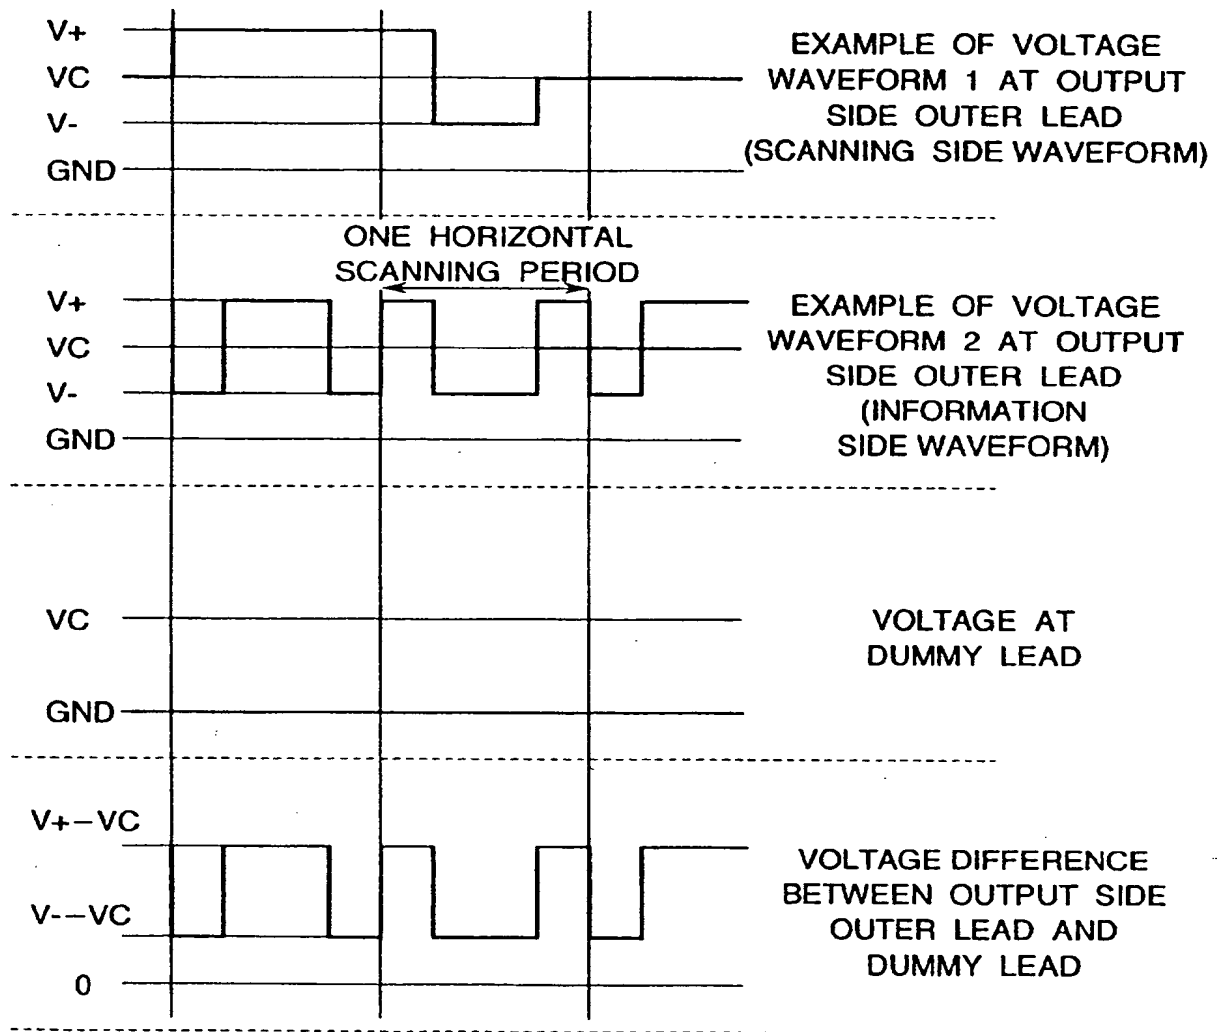 V+
VC
V-
GND
EXAMPLE OF VOLTAGE
WAVEFORM 1 AT OUTPUT
SIDE OUTER LEAD
(SCANNING SIDE WAVEFORM)
ONE HORIZONTAL
SCANNING PERIOD
V+
VC
V-
GND
EXAMPLE OF VOLTAGE
WAVEFORM 2 AT OUTPUT
SIDE OUTER LEAD
(INFORMATION
SIDE WAVEFORM)
VC
GND
VOLTAGE AT
DUMMY LEAD
V+–VC
V-–VC
0
VOLTAGE DIFFERENCE
BETWEEN OUTPUT SIDE
OUTER LEAD AND
DUMMY LEAD